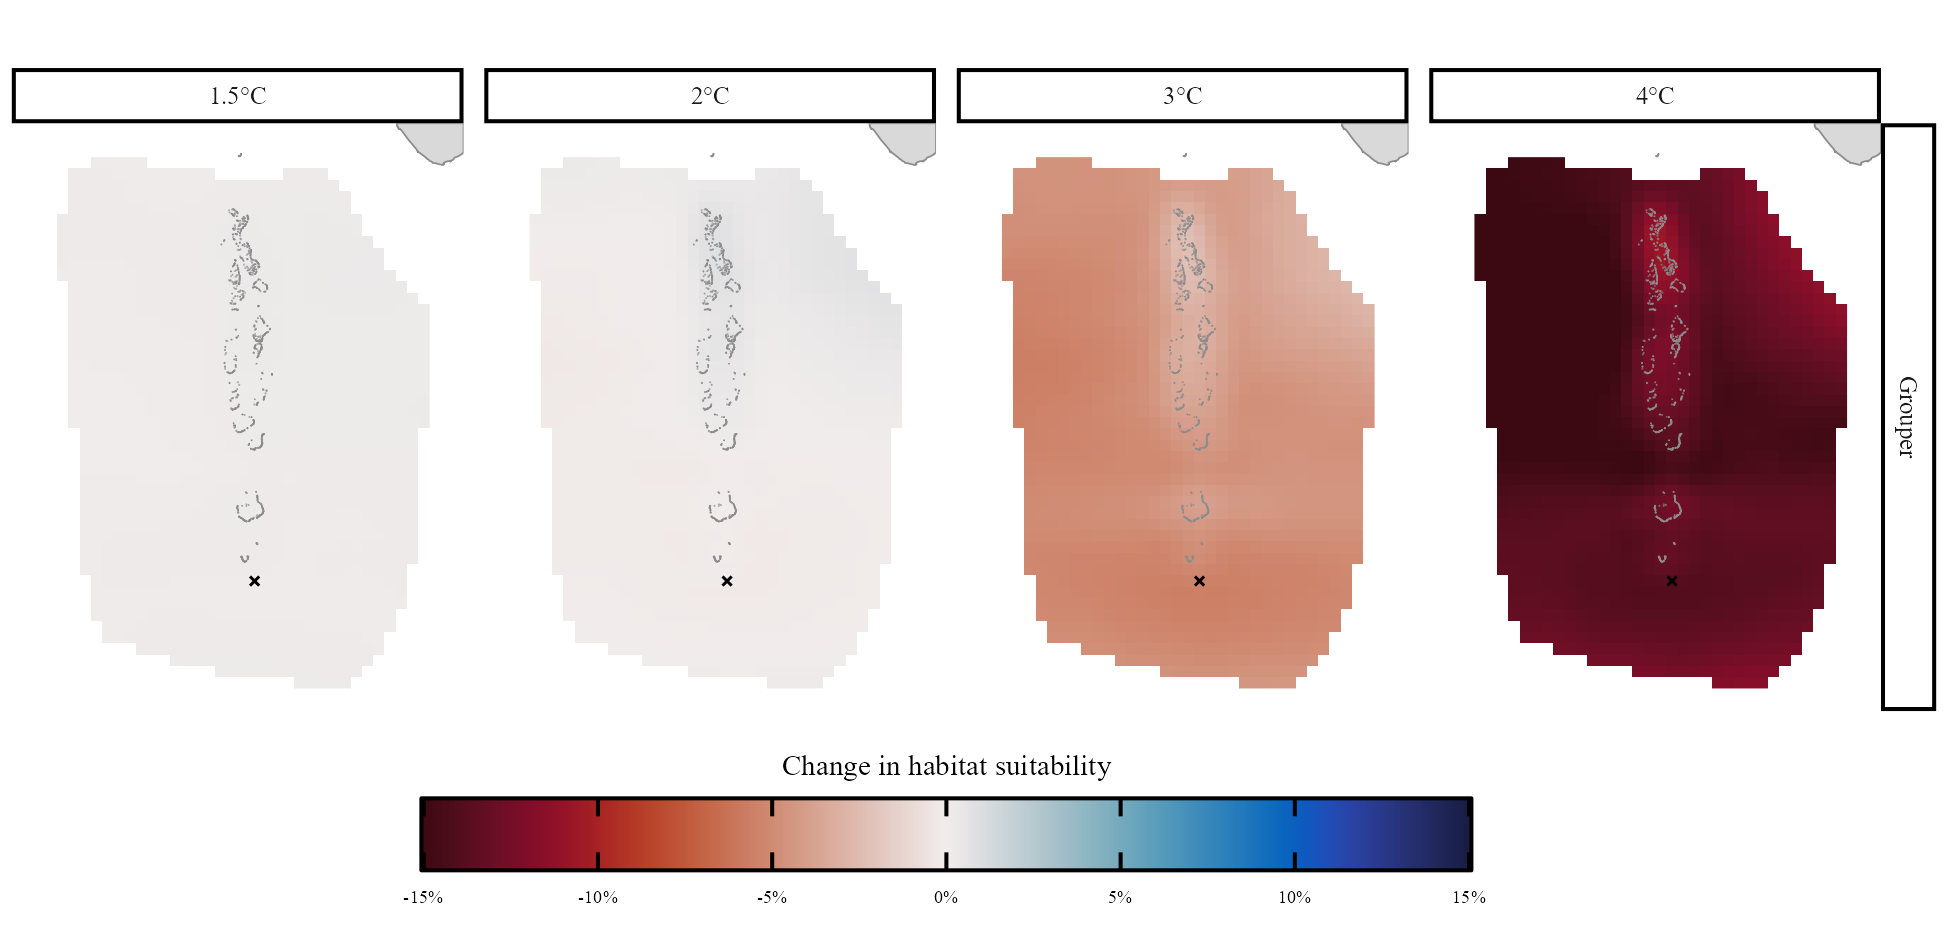 1.5°C
2°C
3°C
4°C
Grouper
Change in habitat suitability
-15%
-10%
-5%
0%
5%
10%
15%